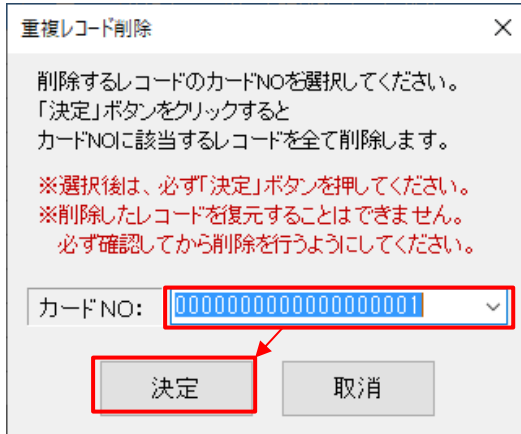 重複レコード削除
削除するレコードのカードNOを選択してください。
「決定」ボタンをクリックすると
カードNOに該当するレコードを全て削除します。
※選択後は、必ず「決定」ボタンを押してください。
※削除したレコードを復元することはできません。
必ず確認してから削除を行うようにしてください。
カードNO: 00000000000000000001
決定 取消